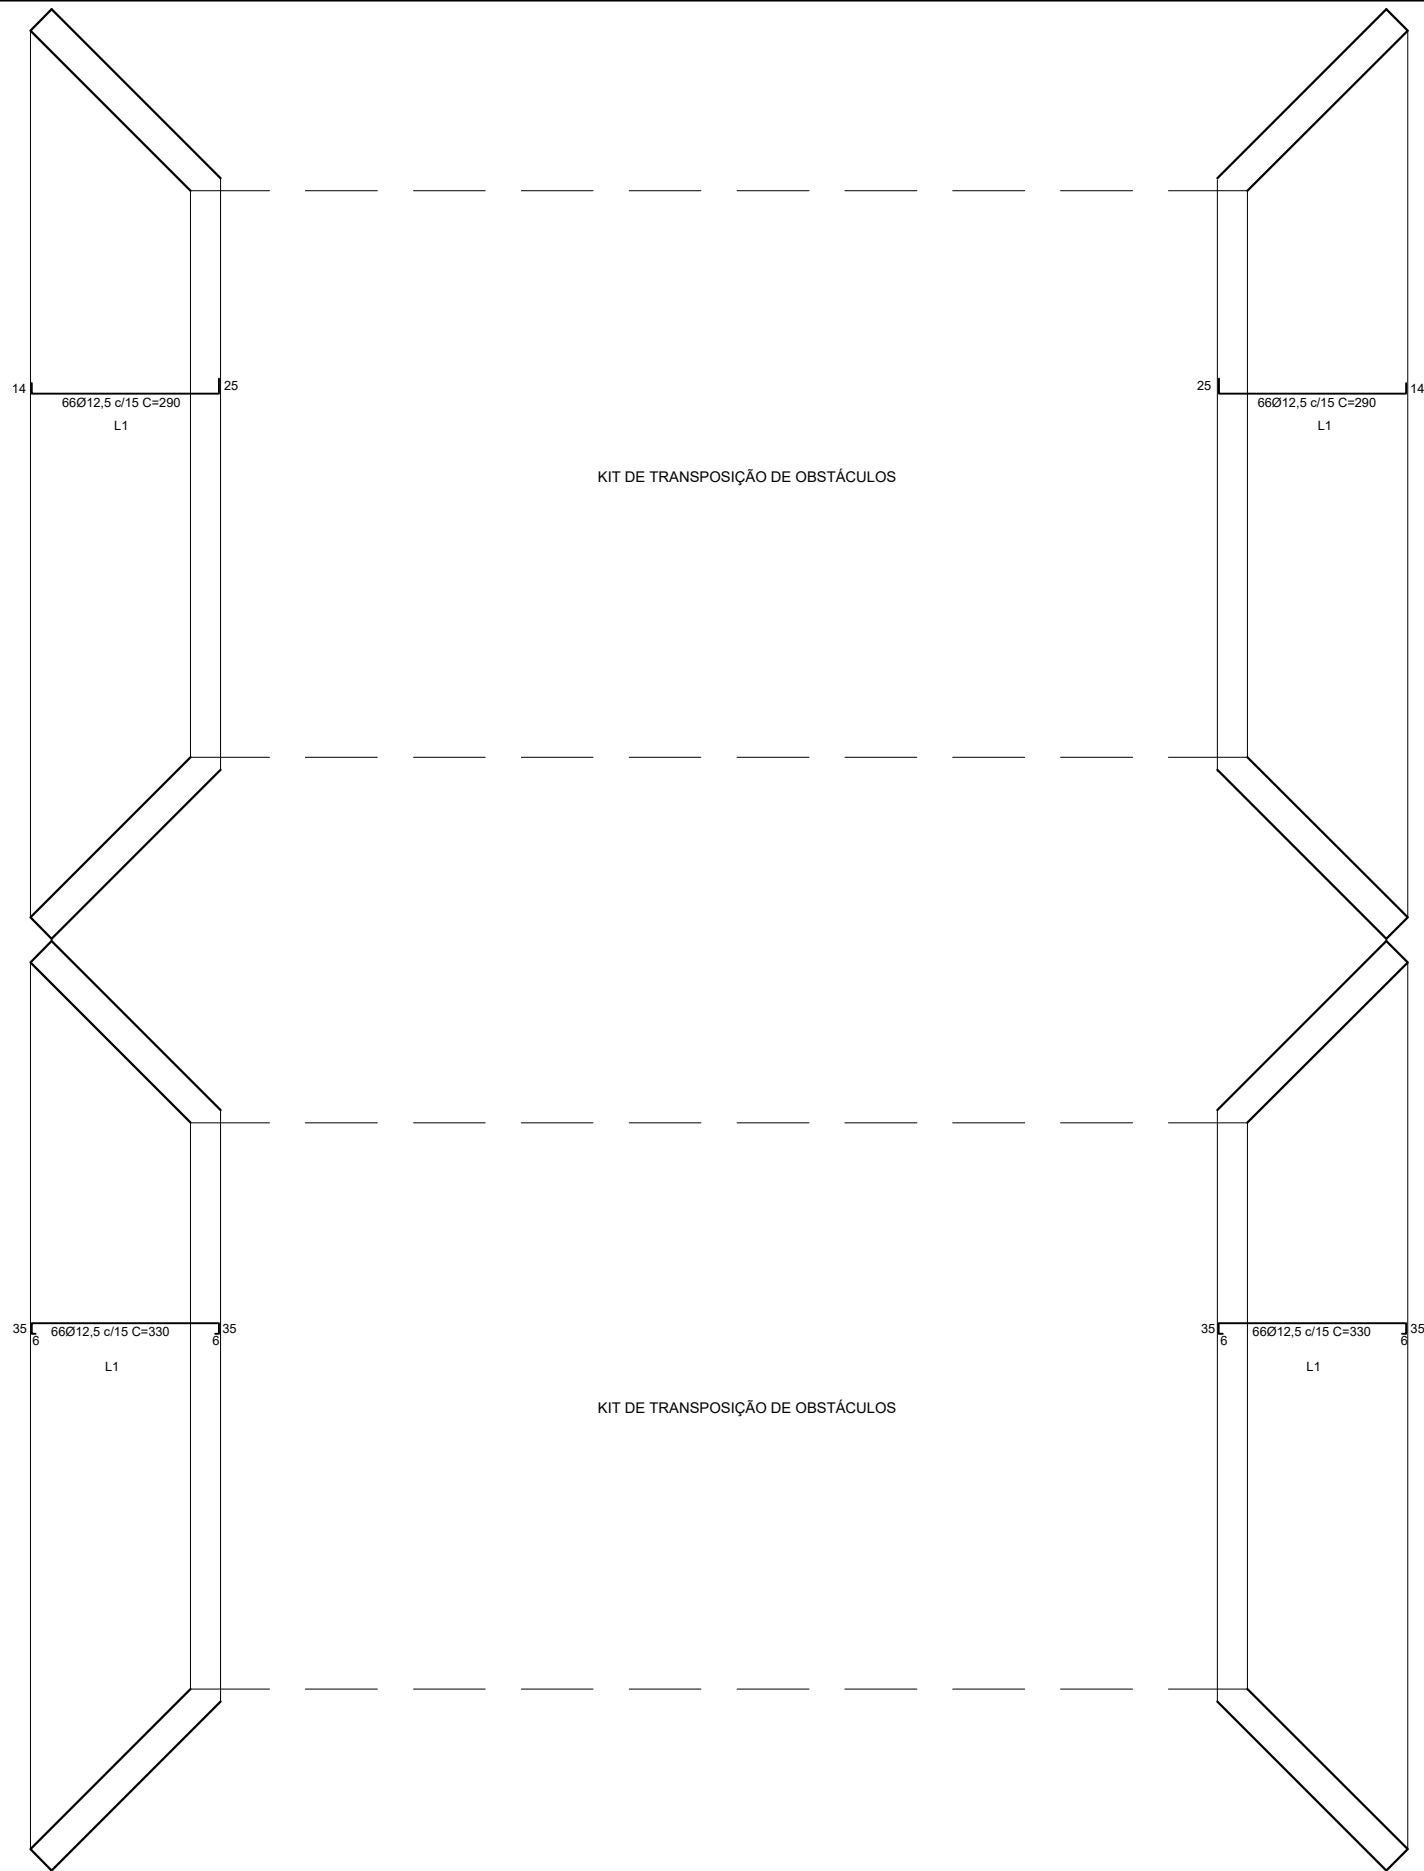 14
25
25
14
66Ø12,5 c/15 C=290
66Ø12,5 c/15 C=290
L1
L1
KIT DE TRANSPOSIÇÃO DE OBSTÁCULOS
35
66Ø12,5 c/15 C=330
35
35
66Ø12,5 c/15 C=330
35
6
6
6
6
L1
L1
KIT DE TRANSPOSIÇÃO DE OBSTÁCULOS